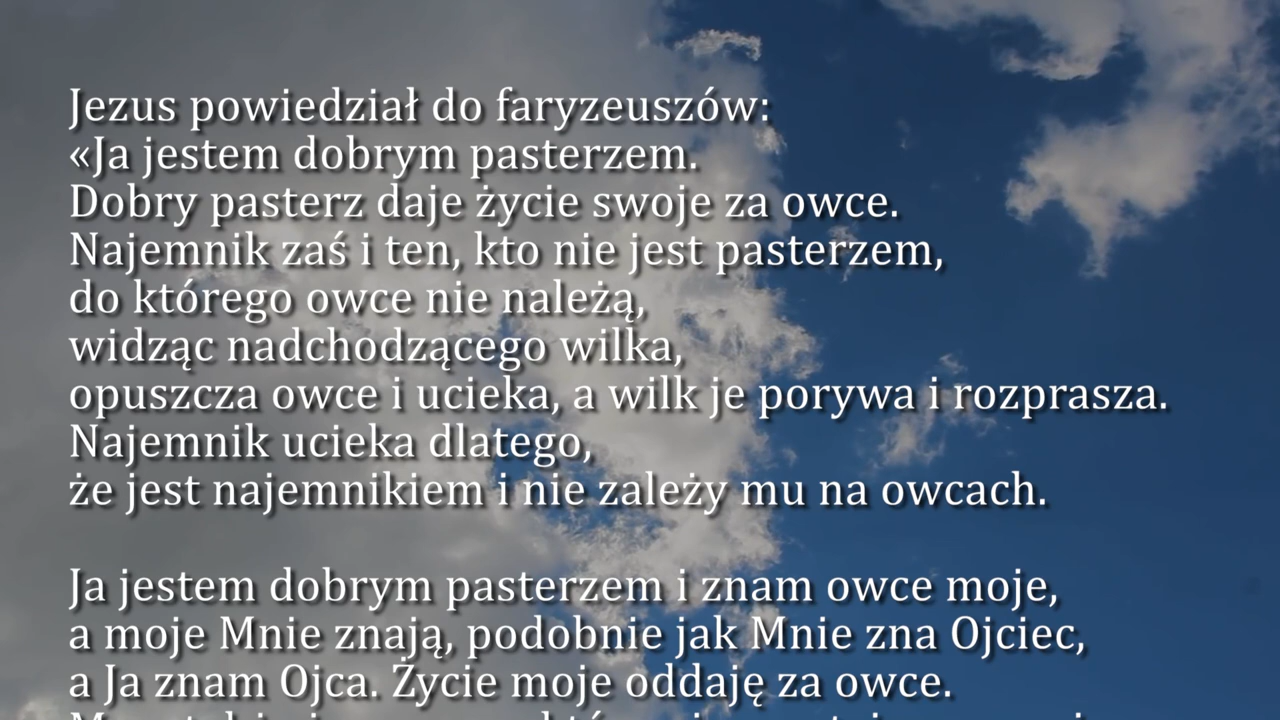 Jezus powiedział do faryzeuszów:
«Ja jestem dobrym pasterzem.
Dobry pasterz daje życie swoje za owce.
Najemnik zaś i ten, kto nie jest pasterzem,
do którego owce nie należą,
widząc nadchodzącego wilka,
opuszcza owce i ucieka, a wilk je porywa i rozprasza.
Najemnik ucieka dlatego,
że jest najemnikiem i nie zależy mu na owcach.
Ja jestem dobrym pasterzem i znam owce moje,
a moje Mnie znają, podobnie jak Mnie zna Ojciec,
a Ja znam Ojca. Życie moje oddaję za owce.